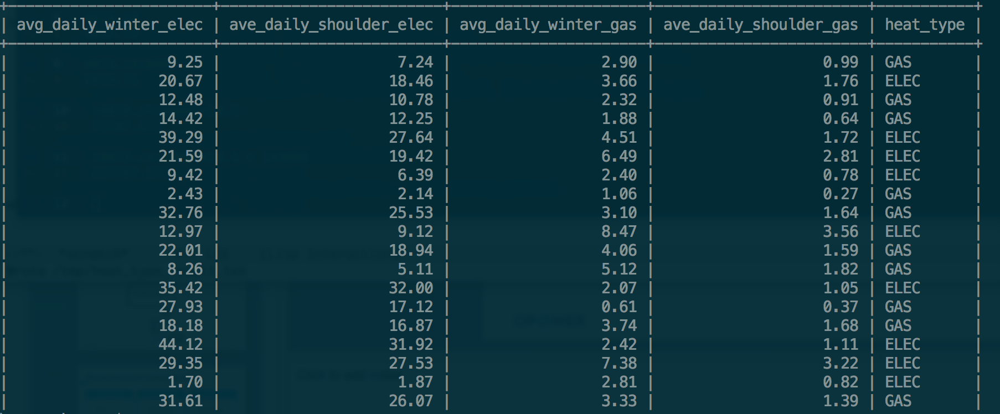 +-----------------------+-------------------------+----------------------+------------------------+-----------+
| avg_daily_winter_elec | ave_daily_shoulder_elec | avg_daily_winter_gas | ave_daily_shoulder_gas | heat_type |
+-----------------------+-------------------------+----------------------+------------------------+-----------+
| 9.25 | 7.24 | 2.90 | 0.99 | GAS |
| 20.67 | 18.46 | 3.66 | 1.76 | ELEC |
| 12.48 | 10.78 | 2.32 | 0.91 | GAS |
| 14.42 | 12.25 | 1.88 | 0.64 | GAS |
| 39.29 | 27.64 | 4.51 | 1.72 | ELEC |
| 21.59 | 19.42 | 6.49 | 2.81 | ELEC |
| 9.42 | 6.39 | 2.40 | 0.78 | ELEC |
| 2.43 | 2.14 | 1.06 | 0.27 | GAS |
| 32.76 | 25.53 | 3.10 | 1.64 | GAS |
| 12.97 | 9.12 | 8.47 | 3.56 | ELEC |
| 22.01 | 18.94 | 4.06 | 1.59 | GAS |
| 8.26 | 5.11 | 5.12 | 1.82 | GAS |
| 35.42 | 32.00 | 2.07 | 1.05 | ELEC |
| 27.93 | 17.12 | 0.61 | 0.37 | GAS |
| 18.18 | 16.87 | 3.74 | 1.68 | GAS |
| 44.12 | 31.92 | 2.42 | 1.11 | ELEC |
| 29.35 | 27.53 | 7.38 | 3.22 | ELEC |
| 1.70 | 1.87 | 2.81 | 0.82 | ELEC |
| 31.61 | 26.07 | 3.33 | 1.39 | GAS |